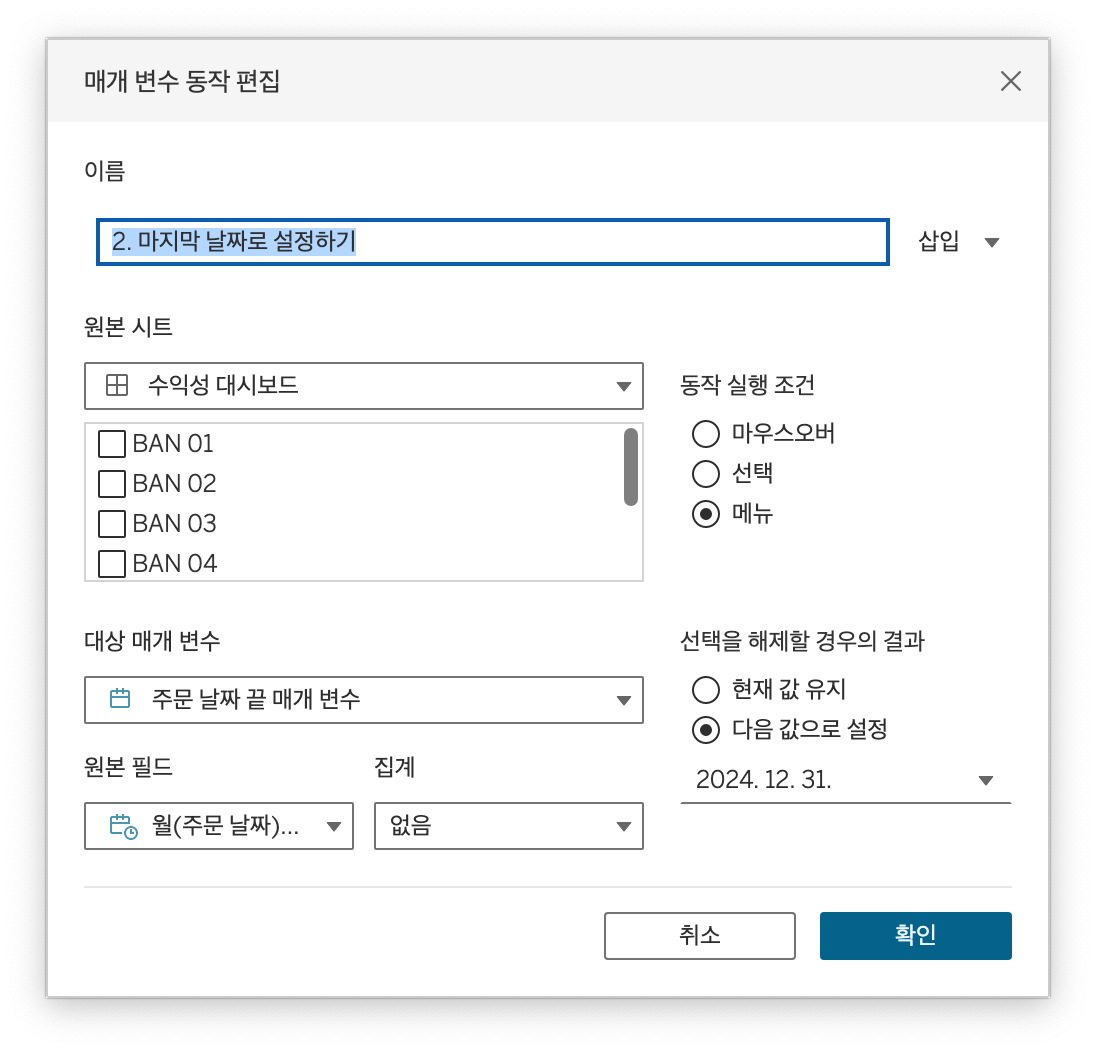 매개 변수 동작 편집
이름
2. 마지막 날짜로 설정하기
삽입
원본 시트
수익성 대시보드
BAN 01
BAN 02
BAN 03
BAN 04
동작 실행 조건
마우스오버
선택
메뉴
대상 매개 변수
주문 날짜 끝 매개 변수
원본 필드
집계
월(주문 날짜)...
없음
선택을 해제할 경우의 결과
현재 값 유지
다음 값으로 설정
2024. 12. 31.
취소
확인